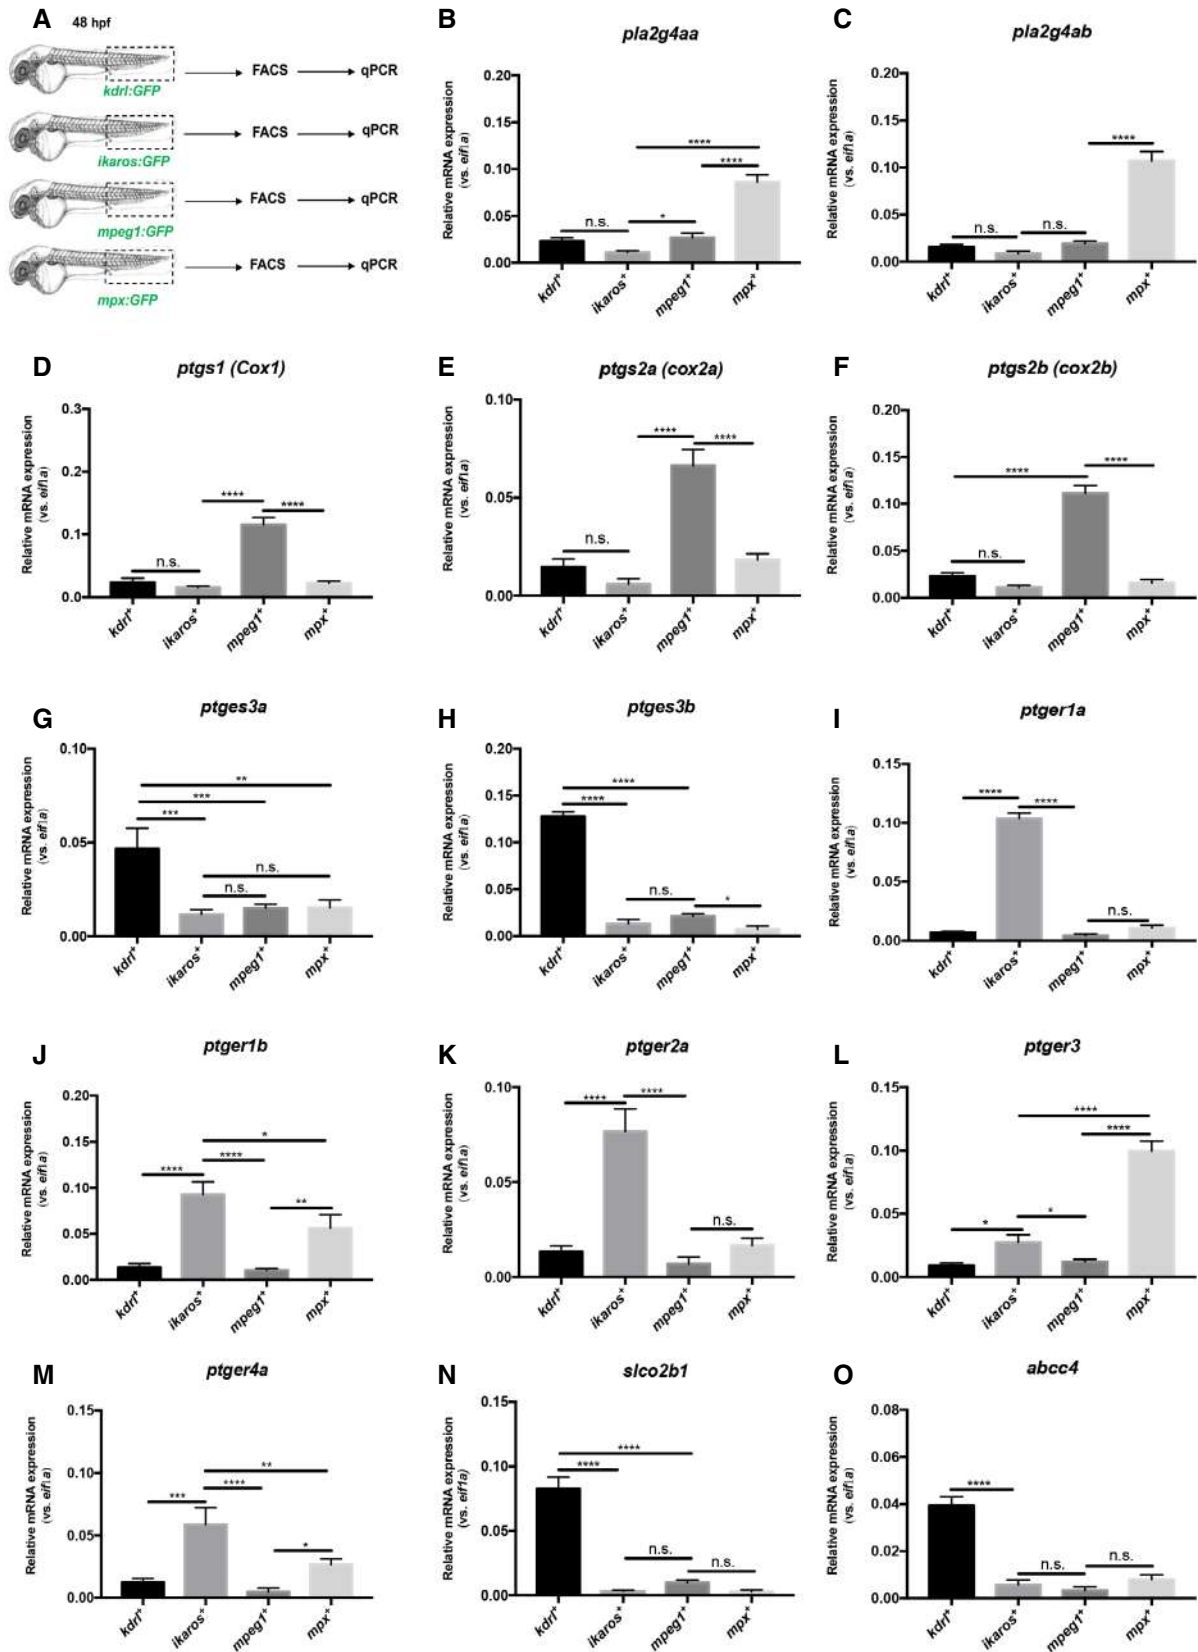 A
48 hpf
kdrl:GFP
FACS
qPCR
ikaros:GFP
FACS
qPCR
mpeg1:GFP
FACS
qPCR
mpx:GFP
FACS
qPCR
B
pla2g4aa
Relative mRNA expression
(vs. eif1a)
0.20
0.15
0.10
0.05
0.00
n.s.
*
****
****
kdrl+
ikaros+
mpeg1+
mpx+
C
pla2g4ab
Relative mRNA expression
(vs. eif1a)
0.20
0.15
0.10
0.05
0.00
n.s.
n.s.
****
kdrl+
ikaros+
mpeg1+
mpx+
D
ptgs1 (Cox1)
Relative mRNA expression
(vs. eif1a)
0.3
0.2
0.1
0.0
n.s.
****
****
kdrl+
ikaros+
mpeg1+
mpx+
E
ptgs2a (cox2a)
Relative mRNA expression
(vs. eif1a)
0.10
0.05
0.00
n.s.
****
****
kdrl+
ikaros+
mpeg1+
mpx+
F
ptgs2b (cox2b)
Relative mRNA expression
(vs. eif1a)
0.20
0.15
0.10
0.05
0.00
n.s.
****
****
kdrl+
ikaros+
mpeg1+
mpx+
G
ptges3a
Relative mRNA expression
(vs. eif1a)
0.10
0.05
0.00
**
***
***
n.s.
n.s.
kdrl+
ikaros+
mpeg1+
mpx+
H
ptges3b
Relative mRNA expression
(vs. eif1a)
0.20
0.15
0.10
0.05
0.00
****
****
n.s.
*
kdrl+
ikaros+
mpeg1+
mpx+
I
ptger1a
Relative mRNA expression
(vs. eif1a)
0.15
0.10
0.05
0.00
****
****
n.s.
kdrl+
ikaros+
mpeg1+
mpx+
J
ptger1b
Relative mRNA expression
(vs. eif1a)
0.20
0.15
0.10
0.05
0.00
*
****
****
**
kdrl+
ikaros+
mpeg1+
mpx+
K
ptger2a
Relative mRNA expression
(vs. eif1a)
0.10
0.05
0.00
****
****
n.s.
kdrl+
ikaros+
mpeg1+
mpx+
L
ptger3
Relative mRNA expression
(vs. eif1a)
0.15
0.10
0.05
0.00
****
****
*
*
kdrl+
ikaros+
mpeg1+
mpx+
M
ptger4a
Relative mRNA expression
(vs. eif1a)
0.15
0.10
0.05
0.00
**
****
***
*
kdrl+
ikaros+
mpeg1+
mpx+
N
slco2b1
Relative mRNA expression
(vs. eif1a)
0.15
0.10
0.05
0.00
****
****
n.s.
n.s.
kdrl+
ikaros+
mpeg1+
mpx+
O
abcc4
Relative mRNA expression
(vs. eif1a)
0.08
0.06
0.04
0.02
0.00
****
n.s.
n.s.
kdrl+
ikaros+
mpeg1+
mpx+